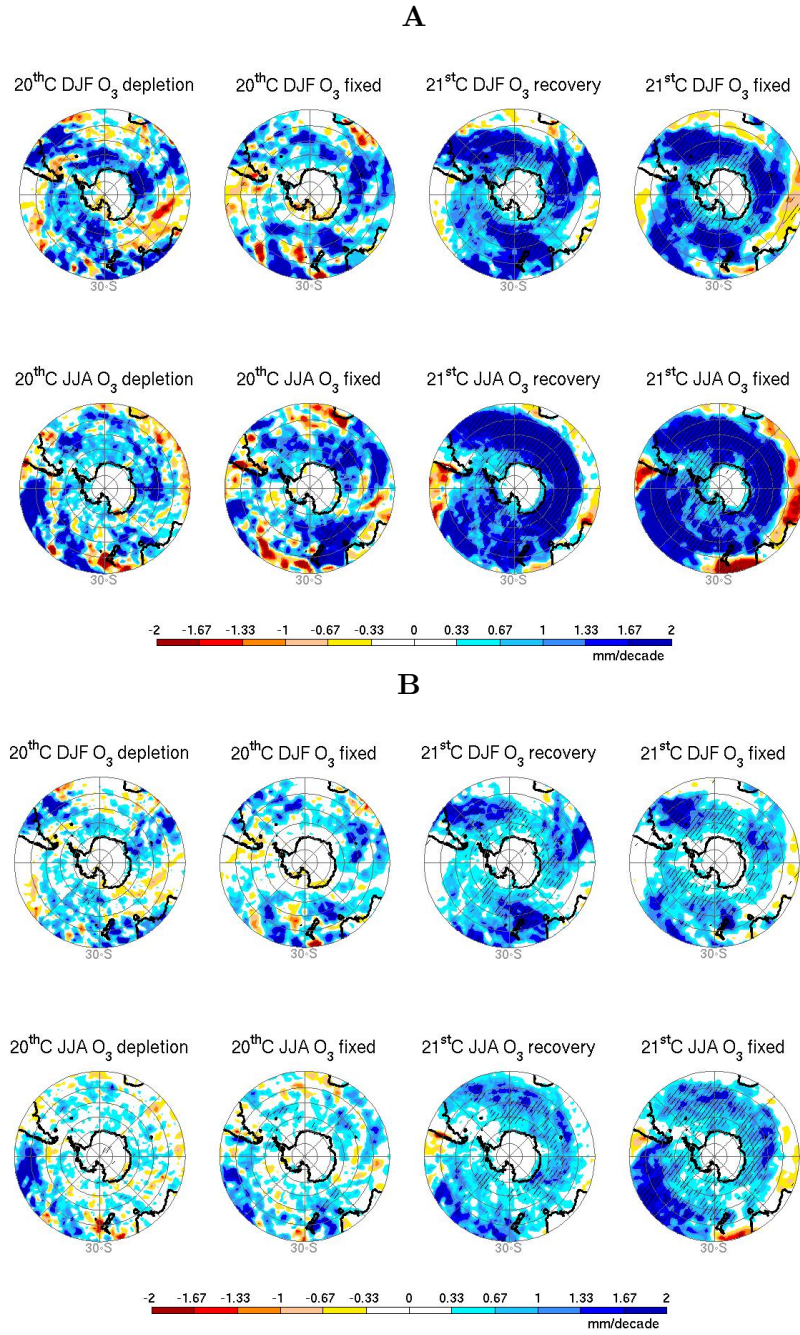 A
20thC DJF O3 depletion 20thC DJF O3 fixed 21stC DJF O3 recovery 21stC DJF O3 fixed
30°S 30°S 30°S 30°S
20thC JJA O3 depletion 20thC JJA O3 fixed 21stC JJA O3 recovery 21stC JJA O3 fixed
30°S 30°S 30°S 30°S
-2 -1.67 -1.33 -1 -0.67 -0.33 0 0.33 0.67 1 1.33 1.67 2
mm/decade
B
20thC DJF O3 depletion 20thC DJF O3 fixed 21stC DJF O3 recovery 21stC DJF O3 fixed
30°S 30°S 30°S 30°S
20thC JJA O3 depletion 20thC JJA O3 fixed 21stC JJA O3 recovery 21stC JJA O3 fixed
30°S 30°S 30°S 30°S
-2 -1.67 -1.33 -1 -0.67 -0.33 0 0.33 0.67 1 1.33 1.67 2
mm/decade